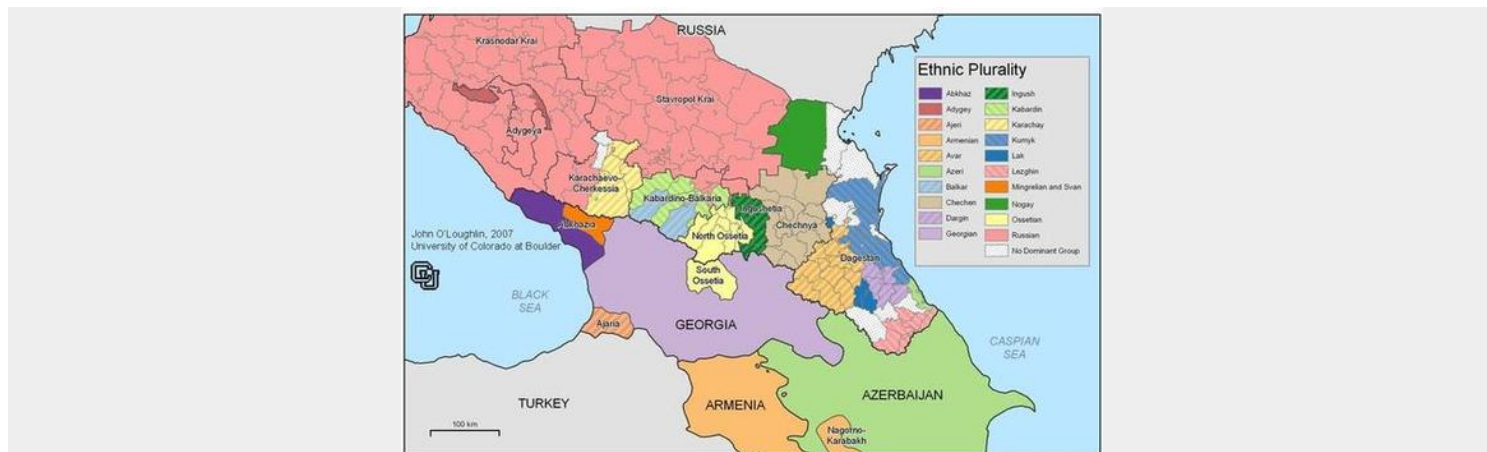 RUSSIA
Krasnodar Krai
Stavropol Krai
Adygeya
Karachaevo-
Cherkessia
Kabardino-Balkaria
Ingushetia
Chechnya
North Ossetia
Abkhazia
South
Ossetia
Dagestan
John O'Loughlin, 2007
University of Colorado at Boulder
CU
BLACK
SEA
Ajaria
GEORGIA
CASPIAN
SEA
TURKEY
ARMENIA
AZERBAIJAN
Nagorno-
Karabakh
100 km
Ethnic Plurality
Abkhaz
Adygey
Ajeri
Armenian
Avar
Azeri
Balkar
Chechen
Dargin
Georgian
Ingush
Kabardin
Karachay
Kumyk
Lak
Lezghin
Mingrelian and Svan
Nogay
Ossetian
Russian
No Dominant Group